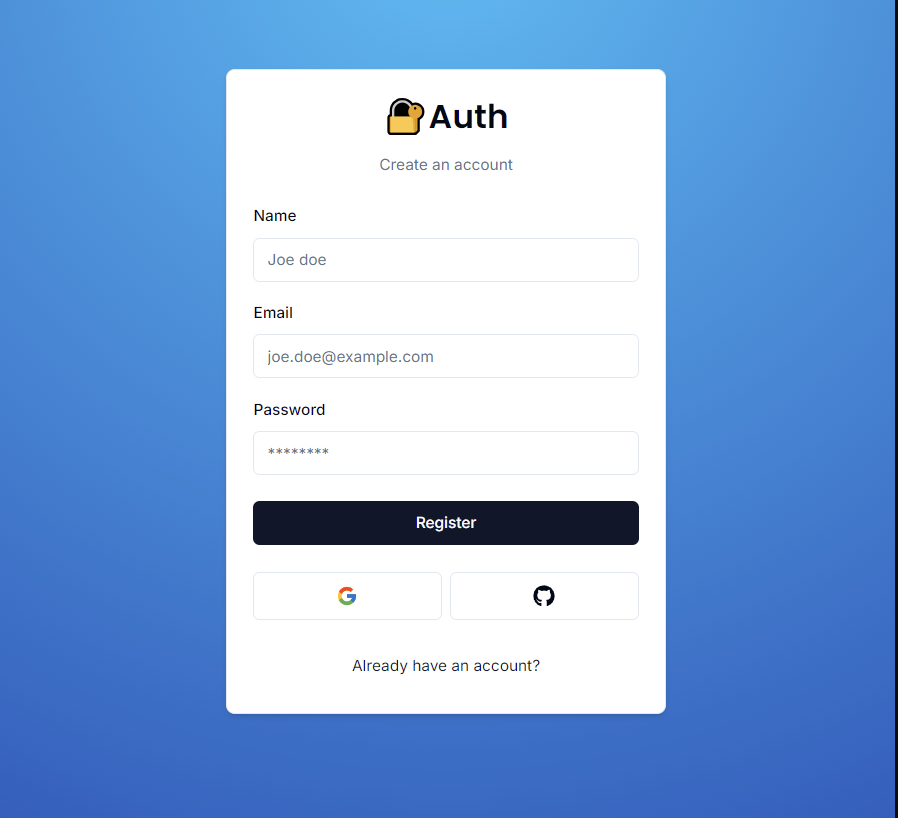 Auth
Create an account
Name
Joe doe
Email
joe.doe@example.com
Password
********
Register
Already have an account?